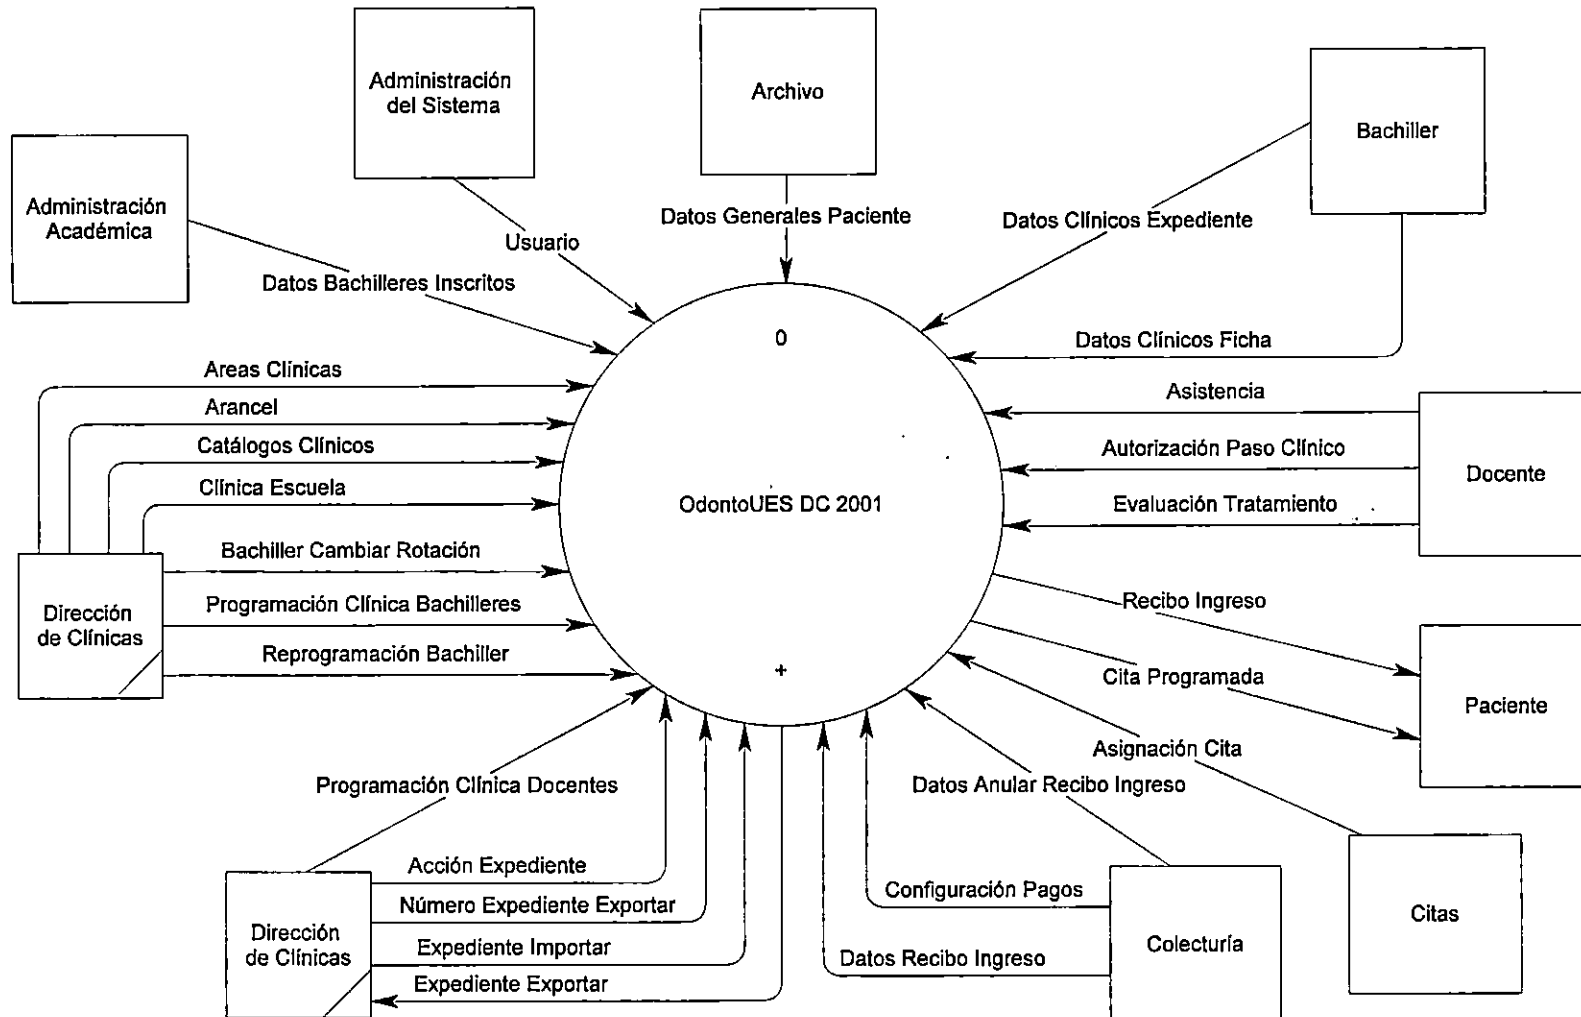 Administración
del Sistema
Archivo
Bachiller
Administración
Académica
Datos Generales Paciente
Datos Clínicos Expediente
Usuario
Datos Bachilleres Inscritos
0
Datos Clínicos Ficha
Areas Clínicas
Asistencia
Arancel
Catálogos Clínicos
Autorización Paso Clínico
Docente
Clínica Escuela
OdontoUES DC 2001
Evaluación Tratamiento
Bachiller Cambiar Rotación
Dirección
de Clínicas
Programación Clínica Bachilleres
Recibo Ingreso
Reprogramación Bachiller
+
Cita Programada
Paciente
Asignación Cita
Programación Clínica Docentes
Datos Anular Recibo Ingreso
Acción Expediente
Número Expediente Exportar
Configuración Pagos
Citas
Dirección
de Clínicas
Expediente Importar
Colecturía
Datos Recibo Ingreso
Expediente Exportar